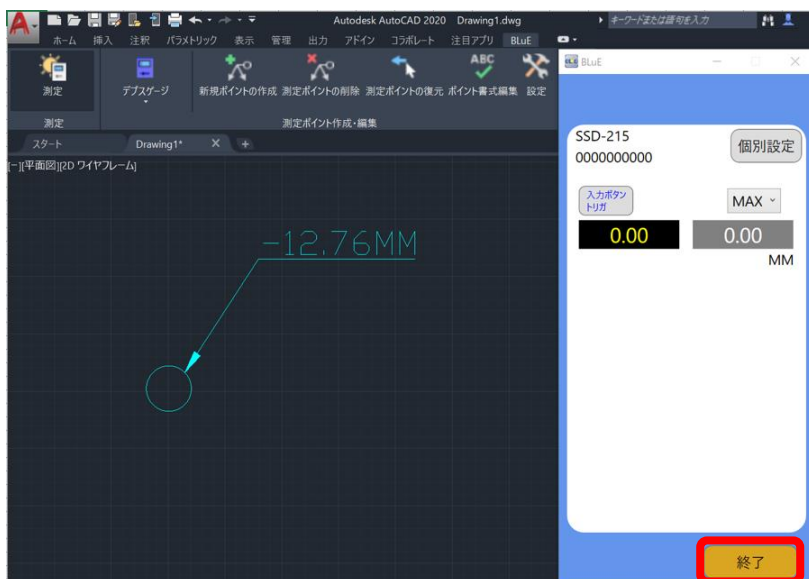 Autodesk AutoCAD 2020 Drawing1.dwg
キーワードまたは語句を入力
ホーム 挿入 注釈 パラメトリック 表示 管理 出力 アドイン コラボレート 注目アプリ BLuE
測定
デプスゲージ
新規ポイントの作成 測定ポイントの削除 測定ポイントの復元 ポイント書式編集 設定
ABC
測定
測定ポイント作成・編集
スタート Drawing1* X +
[-][平面図][2D ワイヤフレーム]
-12.76MM
BLuE
SSD-215
0000000000
個別設定
入力ボタン
トリガ
MAX
0.00 0.00
MM
終了